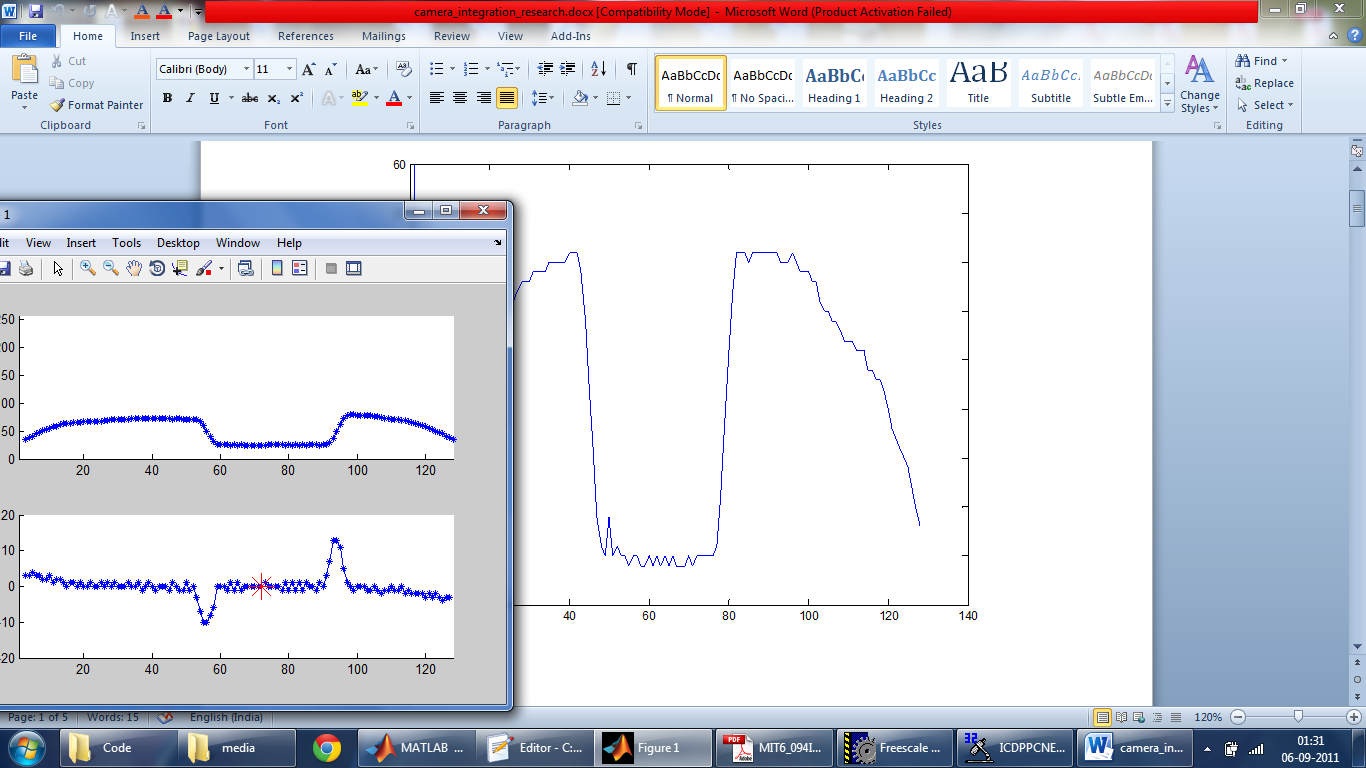 camera_integration_research.docx [Compatibility Mode] - Microsoft Word (Product Activation Failed)
File Home Insert Page Layout References Mailings Review View Add-Ins
Paste
Cut
Copy
Format Painter
Clipboard
Calibri (Body) 11
Font
Paragraph
AaBbCcDc AaBbCcDc AaBbCc AaBbCc AaB AaBbCc. AaBbCcDc
¶ Normal ¶ No Spaci... Heading 1 Heading 2 Title Subtitle Subtle Em...
Change Styles
Styles
Find
Replace
Select
Editing
60
40 60 80 100 120 140
1
lit View Insert Tools Desktop Window Help
250
200
50
00
50
0
20 40 60 80 100 120
20
10
0
10
20
20 40 60 80 100 120
Page: 1 of 5 Words: 15 English (India) 120%
Code media MATLAB ... Editor - C:... Figure 1 MIT6_094I... Freescale ... ICDPPCNE... camera_in...
01:31
06-09-2011